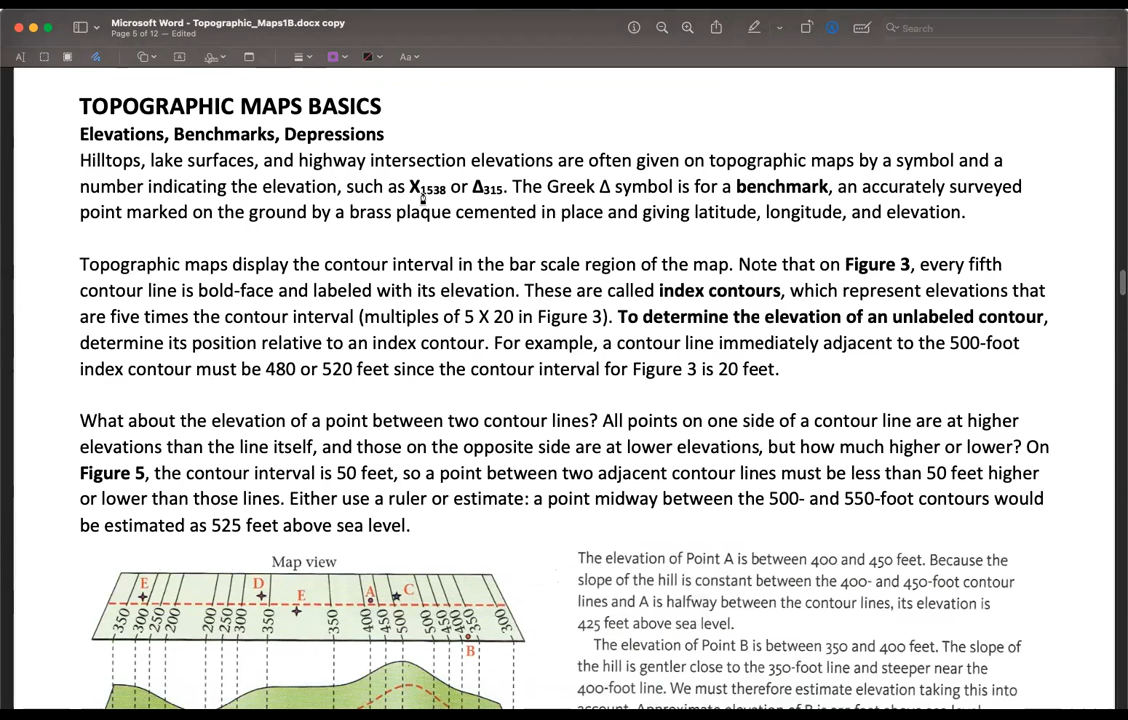 Microsoft Word - Topographic_Maps1B.docx copy
Page 5 of 12 — Edited
Search
TOPOGRAPHIC MAPS BASICS
Elevations, Benchmarks, Depressions
Hilltops, lake surfaces, and highway intersection elevations are often given on topographic maps by a symbol and a
number indicating the elevation, such as X1538 or Δ315. The Greek Δ symbol is for a benchmark, an accurately surveyed
point marked on the ground by a brass plaque cemented in place and giving latitude, longitude, and elevation.
Topographic maps display the contour interval in the bar scale region of the map. Note that on Figure 3, every fifth
contour line is bold-face and labeled with its elevation. These are called index contours, which represent elevations that
are five times the contour interval (multiples of 5 X 20 in Figure 3). To determine the elevation of an unlabeled contour,
determine its position relative to an index contour. For example, a contour line immediately adjacent to the 500-foot
index contour must be 480 or 520 feet since the contour interval for Figure 3 is 20 feet.
What about the elevation of a point between two contour lines? All points on one side of a contour line are at higher
elevations than the line itself, and those on the opposite side are at lower elevations, but how much higher or lower? On
Figure 5, the contour interval is 50 feet, so a point between two adjacent contour lines must be less than 50 feet higher
or lower than those lines. Either use a ruler or estimate: a point midway between the 500- and 550-foot contours would
be estimated as 525 feet above sea level.
Map view
E D E A C
350 300 250 200 200 250 300 350 350 400 450 500 500 450 400 350 300
B
The elevation of Point A is between 400 and 450 feet. Because the
slope of the hill is constant between the 400- and 450-foot contour
lines and A is halfway between the contour lines, its elevation is
425 feet above sea level.
The elevation of Point B is between 350 and 400 feet. The slope of
the hill is gentler close to the 350-foot line and steeper near the
400-foot line. We must therefore estimate elevation taking this into